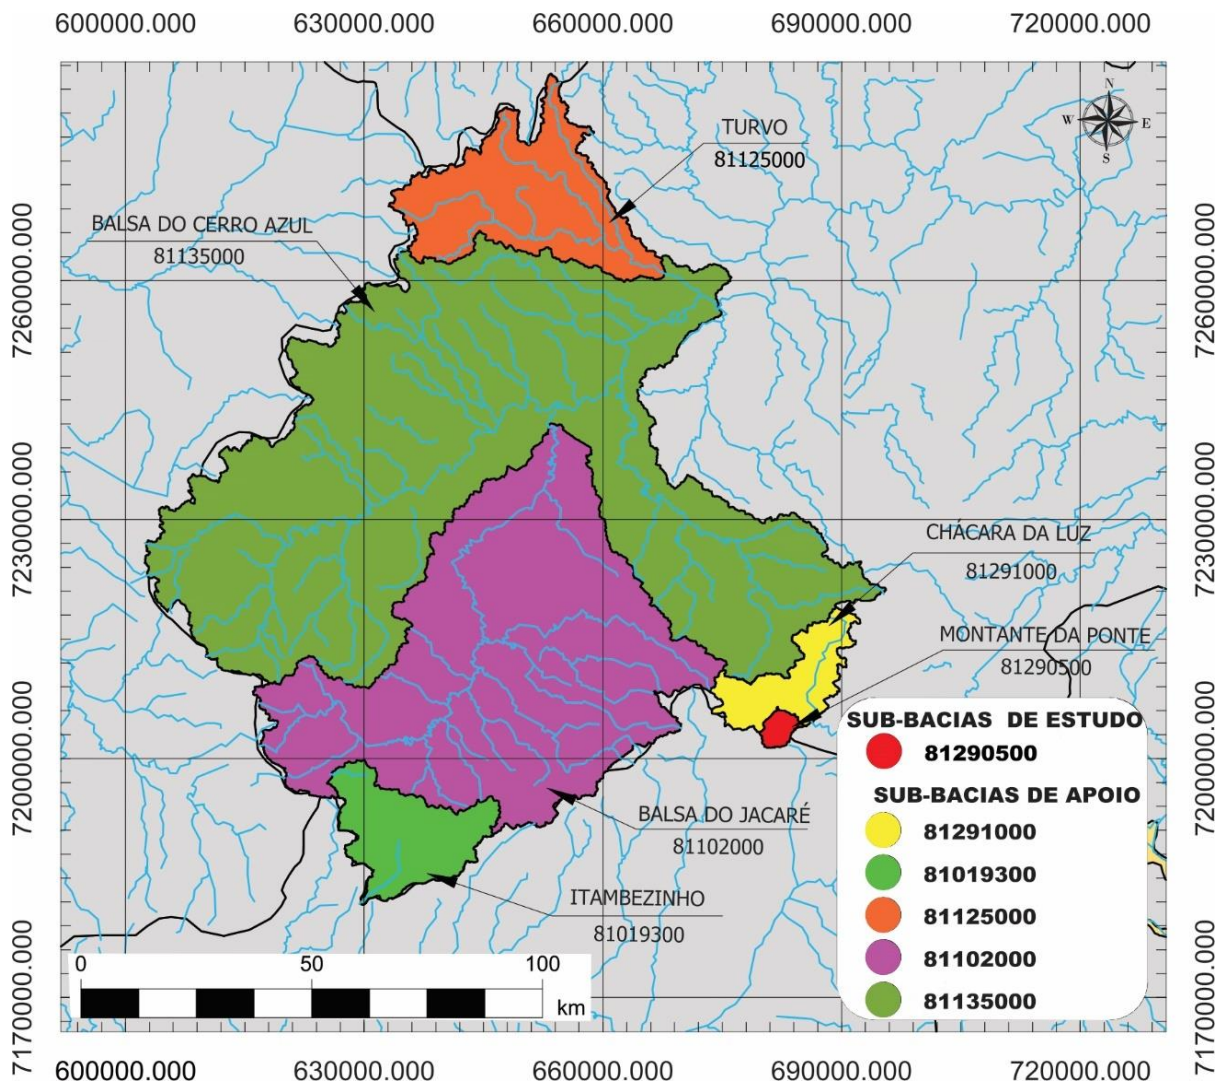 600000.000 630000.000 660000.000 690000.000 720000.000
N
W E
S
TURVO
81125000
BALSA DO CERRO AZUL
81135000
7260000.000 7260000.000
7230000.000 7230000.000
CHÁCARA DA LUZ
81291000
MONTANTE DA PONTE
81290500
7200000.000 7200000.000
SUB-BACIAS DE ESTUDO
81290500
SUB-BACIAS DE APOIO
81291000
81019300
81125000
81102000
81135000
BALSA DO JACARÉ
81102000
ITAMBEZINHO
81019300
7170000.000 7170000.000
0 50 100
km
600000.000 630000.000 660000.000 690000.000 720000.000